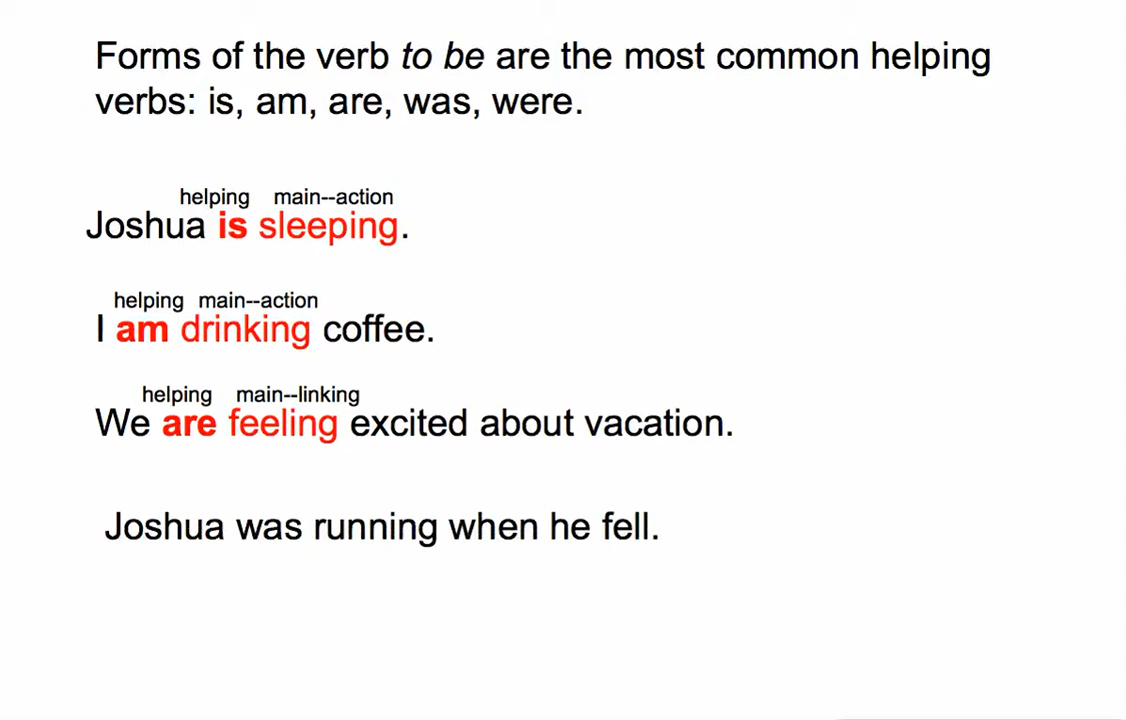 Forms of the verb to be are the most common helping
verbs: is, am, are, was, were.
helping main--action
Joshua is sleeping.
helping main--action
I am drinking coffee.
helping main--linking
We are feeling excited about vacation.
Joshua was running when he fell.